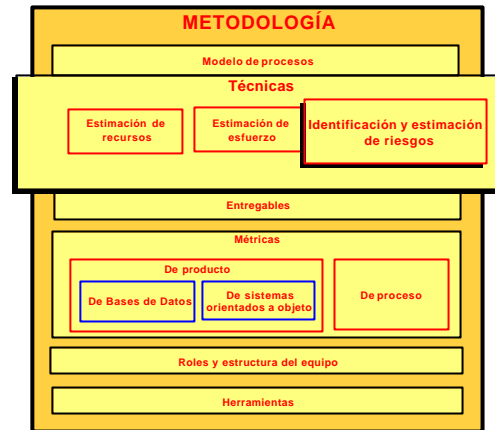 METODOLOGÍA
Modelo de procesos
Técnicas
Estimación de
recursos
Estimación de
esfuerzo
Identificación y estimación
de riesgos
Entregables
Métricas
De producto
De Bases de Datos
De sistemas
orientados a objeto
De proceso
Roles y estructura del equipo
Herramientas